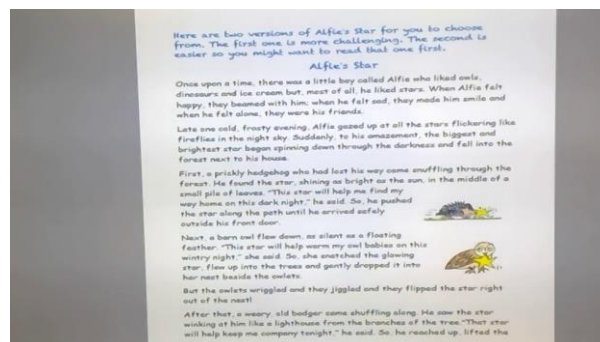 Here are two versions of Alfie's Star for you to choose
from. The first one is more challenging. The second is
easier so you might want to read that one first.
Alfie's Star
Once upon a time, there was a little boy called Alfie who liked owls,
dinosaurs and ice cream but, most of all, he liked stars. When Alfie felt
happy, they beamed with him; when he felt sad, they made him smile and
when he felt alone, they were his friends.
Late one cold, frosty evening, Alfie gazed up at all the stars flickering like
fireflies in the night sky. Suddenly, to his amazement, the biggest and
brightest star began spinning down through the darkness and fell into the
forest next to his house.
First, a prickly hedgehog who had lost his way came snuffling through the
forest. He found the star, shining as bright as the sun, in the middle of a
small pile of leaves. "This star will help me find my
way home on this dark night," he said. So, he pushed
the star along the path until he arrived safely
outside his front door.
Next, a barn owl flew down, as silent as a floating
feather. "This star will help warm my owl babies on this
wintry night," she said. So, she snatched the glowing
star, flew up into the trees and gently dropped it into
her nest beside the owlets.
But the owlets wriggled and they jiggled and they flipped the star right
out of the nest!
After that, a weary, old badger came shuffling along. He saw the star
winking at him like a lighthouse from the branches of the tree. "That star
will help keep me company tonight," he said. So, he reached up, lifted the